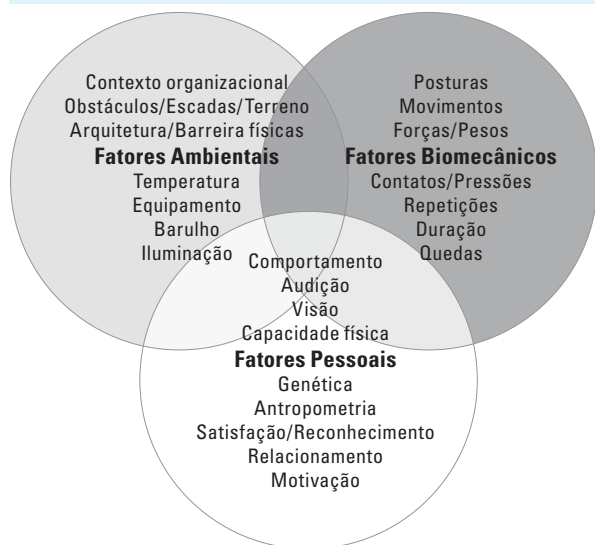 Contexto organizacional
Obstáculos/Escadas/Terreno
Arquitetura/Barreira físicas
Fatores Ambientais
Temperatura
Equipamento
Barulho
Iluminação
Posturas
Movimentos
Forças/Pesos
Fatores Biomecânicos
Contatos/Pressões
Repetições
Duração
Quedas
Comportamento
Audição
Visão
Capacidade física
Fatores Pessoais
Genética
Antropometria
Satisfação/Reconhecimento
Relacionamento
Motivação